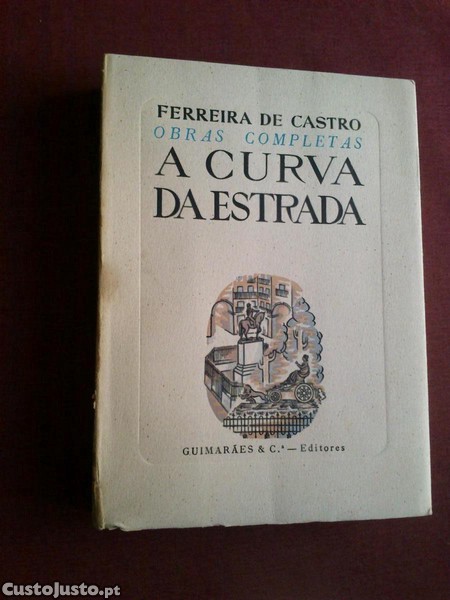 FERREIRA DE CASTRO
OBRAS COMPLETAS
A CURVA
DA ESTRADA
GUIMARÃES & C.ª — Editores
CustoJusto.pt